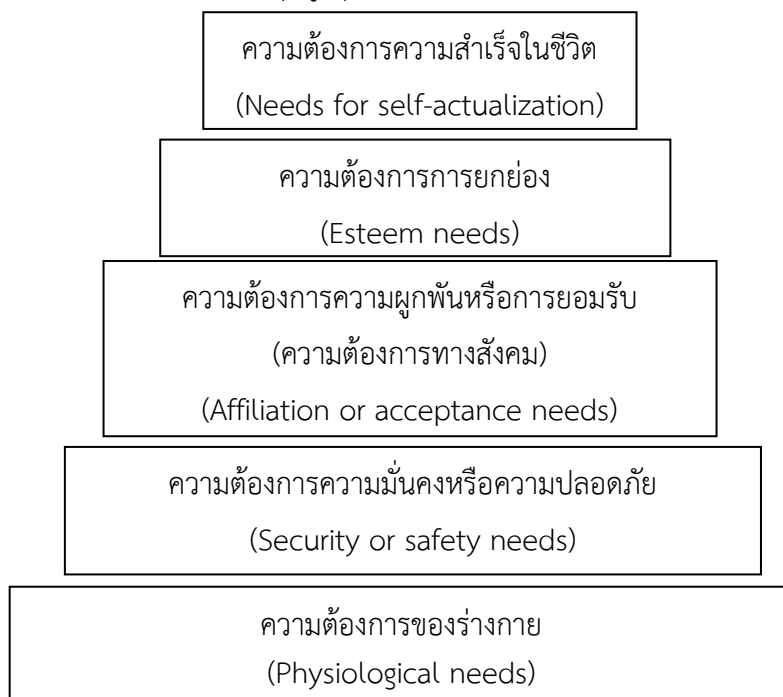 ความต้องการความสำเร็จในชีวิต
(Needs for self-actualization)
ความต้องการการยกย่อง
(Esteem needs)
ความต้องการความผูกพันหรือการยอมรับ
(ความต้องการทางสังคม)
(Affiliation or acceptance needs)
ความต้องการความมั่นคงหรือความปลอดภัย
(Security or safety needs)
ความต้องการของร่างกาย
(Physiological needs)